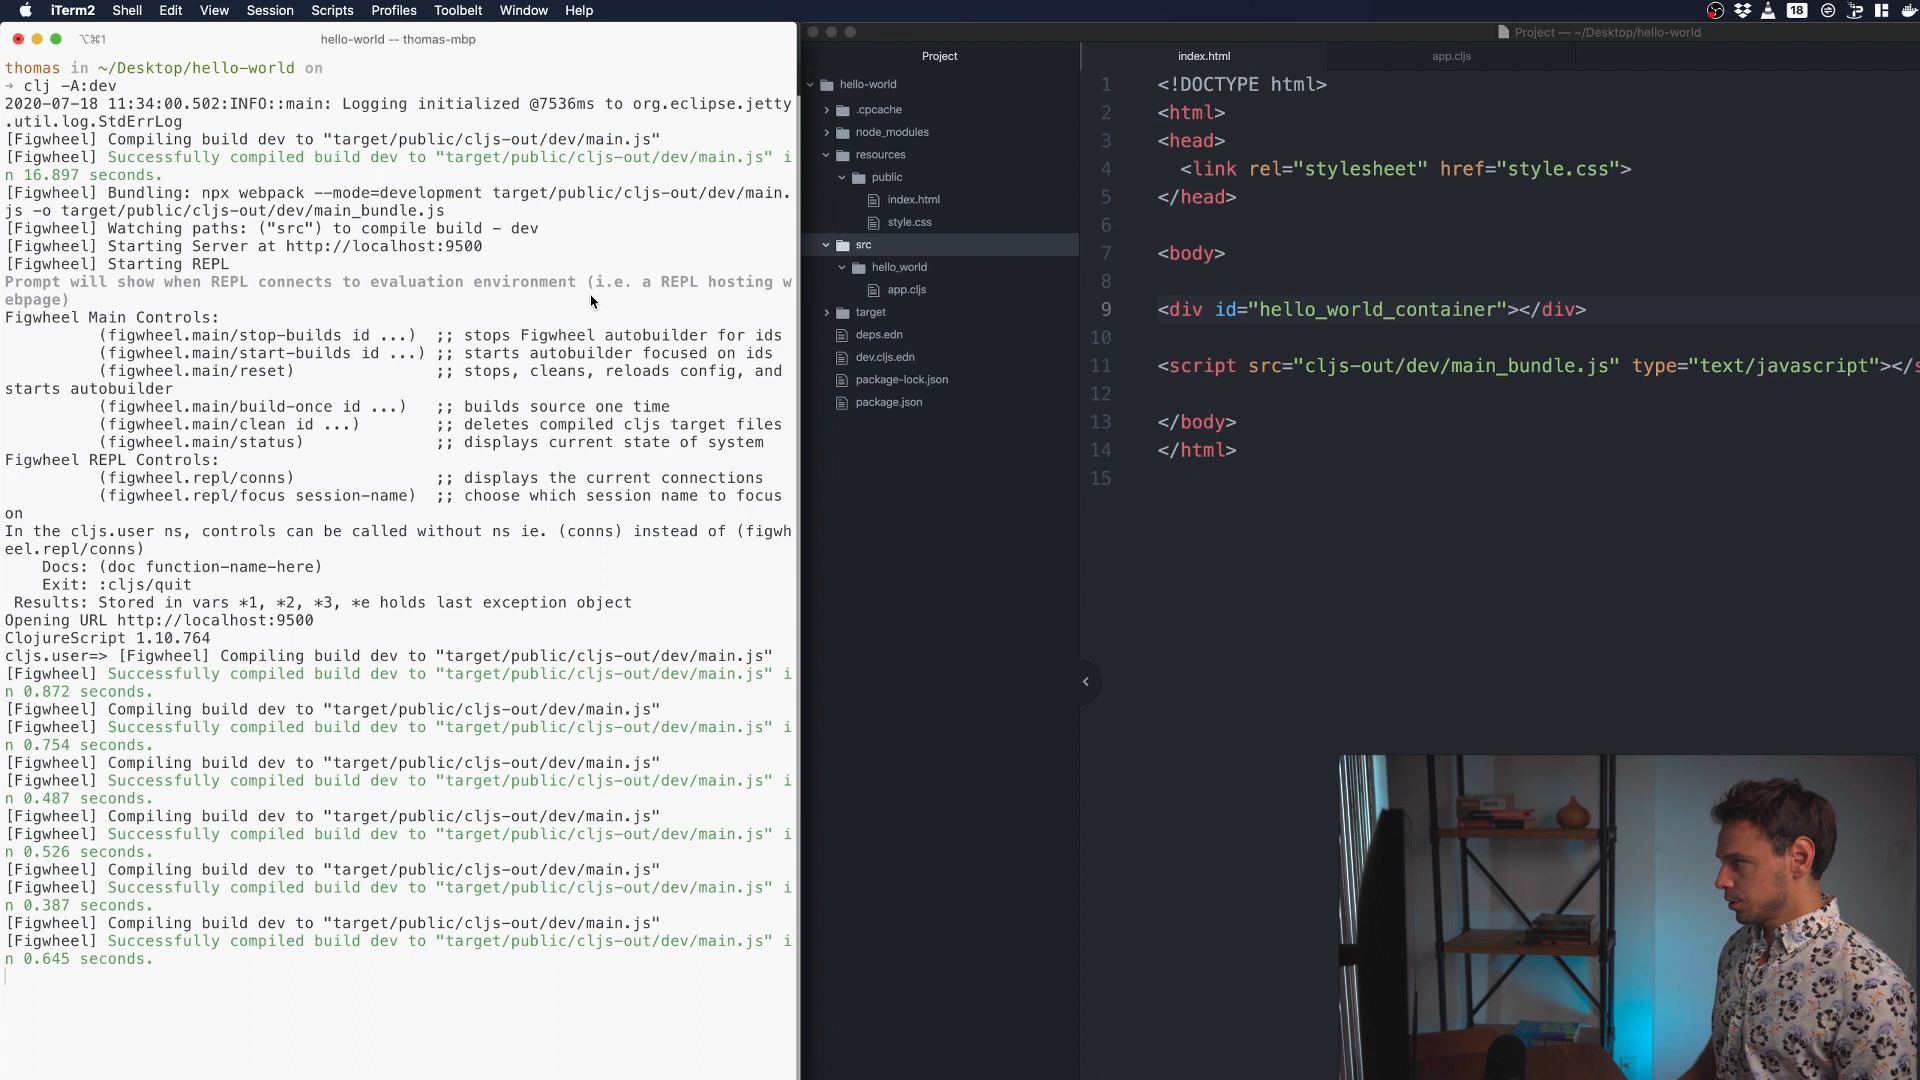 iTerm2 Shell Edit View Session Scripts Profiles Toolbelt Window Help
18
⌥⌘1
hello-world -- thomas-mbp
thomas in ~/Desktop/hello-world on
→ clj -A:dev
2020-07-18 11:34:00.502:INFO::main: Logging initialized @7536ms to org.eclipse.jetty
.util.log.StdErrLog
[Figwheel] Compiling build dev to "target/public/cljs-out/dev/main.js"
[Figwheel] Successfully compiled build dev to "target/public/cljs-out/dev/main.js" i
n 16.897 seconds.
[Figwheel] Bundling: npx webpack --mode=development target/public/cljs-out/dev/main.
js -o target/public/cljs-out/dev/main_bundle.js
[Figwheel] Watching paths: ("src") to compile build - dev
[Figwheel] Starting Server at http://localhost:9500
[Figwheel] Starting REPL
Prompt will show when REPL connects to evaluation environment (i.e. a REPL hosting w
ebpage)
Figwheel Main Controls:
(figwheel.main/stop-builds id ...)  ;; stops Figwheel autobuilder for ids
(figwheel.main/start-builds id ...) ;; starts autobuilder focused on ids
(figwheel.main/reset)               ;; stops, cleans, reloads config, and
starts autobuilder
(figwheel.main/build-once id ...)   ;; builds source one time
(figwheel.main/clean id ...)        ;; deletes compiled cljs target files
(figwheel.main/status)              ;; displays current state of system
Figwheel REPL Controls:
(figwheel.repl/conns)               ;; displays the current connections
(figwheel.repl/focus session-name)  ;; choose which session name to focus
on
In the cljs.user ns, controls can be called without ns ie. (conns) instead of (figwh
eel.repl/conns)
Docs: (doc function-name-here)
Exit: :cljs/quit
Results: Stored in vars *1, *2, *3, *e holds last exception object
Opening URL http://localhost:9500
ClojureScript 1.10.764
cljs.user=> [Figwheel] Compiling build dev to "target/public/cljs-out/dev/main.js"
[Figwheel] Successfully compiled build dev to "target/public/cljs-out/dev/main.js" i
n 0.872 seconds.
[Figwheel] Compiling build dev to "target/public/cljs-out/dev/main.js"
[Figwheel] Successfully compiled build dev to "target/public/cljs-out/dev/main.js" i
n 0.754 seconds.
[Figwheel] Compiling build dev to "target/public/cljs-out/dev/main.js"
[Figwheel] Successfully compiled build dev to "target/public/cljs-out/dev/main.js" i
n 0.487 seconds.
[Figwheel] Compiling build dev to "target/public/cljs-out/dev/main.js"
[Figwheel] Successfully compiled build dev to "target/public/cljs-out/dev/main.js" i
n 0.526 seconds.
[Figwheel] Compiling build dev to "target/public/cljs-out/dev/main.js"
[Figwheel] Successfully compiled build dev to "target/public/cljs-out/dev/main.js" i
n 0.387 seconds.
[Figwheel] Compiling build dev to "target/public/cljs-out/dev/main.js"
[Figwheel] Successfully compiled build dev to "target/public/cljs-out/dev/main.js" i
n 0.645 seconds.
Project — ~/Desktop/hello-world
Project
hello-world
.cpcache
node_modules
resources
public
index.html
style.css
src
hello_world
app.cljs
target
deps.edn
dev.cljs.edn
package-lock.json
package.json
index.html
app.cljs
1 <!DOCTYPE html>
2 <html>
3 <head>
4 <link rel="stylesheet" href="style.css">
5 </head>
6
7 <body>
8
9 <div id="hello_world_container"></div>
10
11 <script src="cljs-out/dev/main_bundle.js" type="text/javascript"></s
12
13 </body>
14 </html>
15